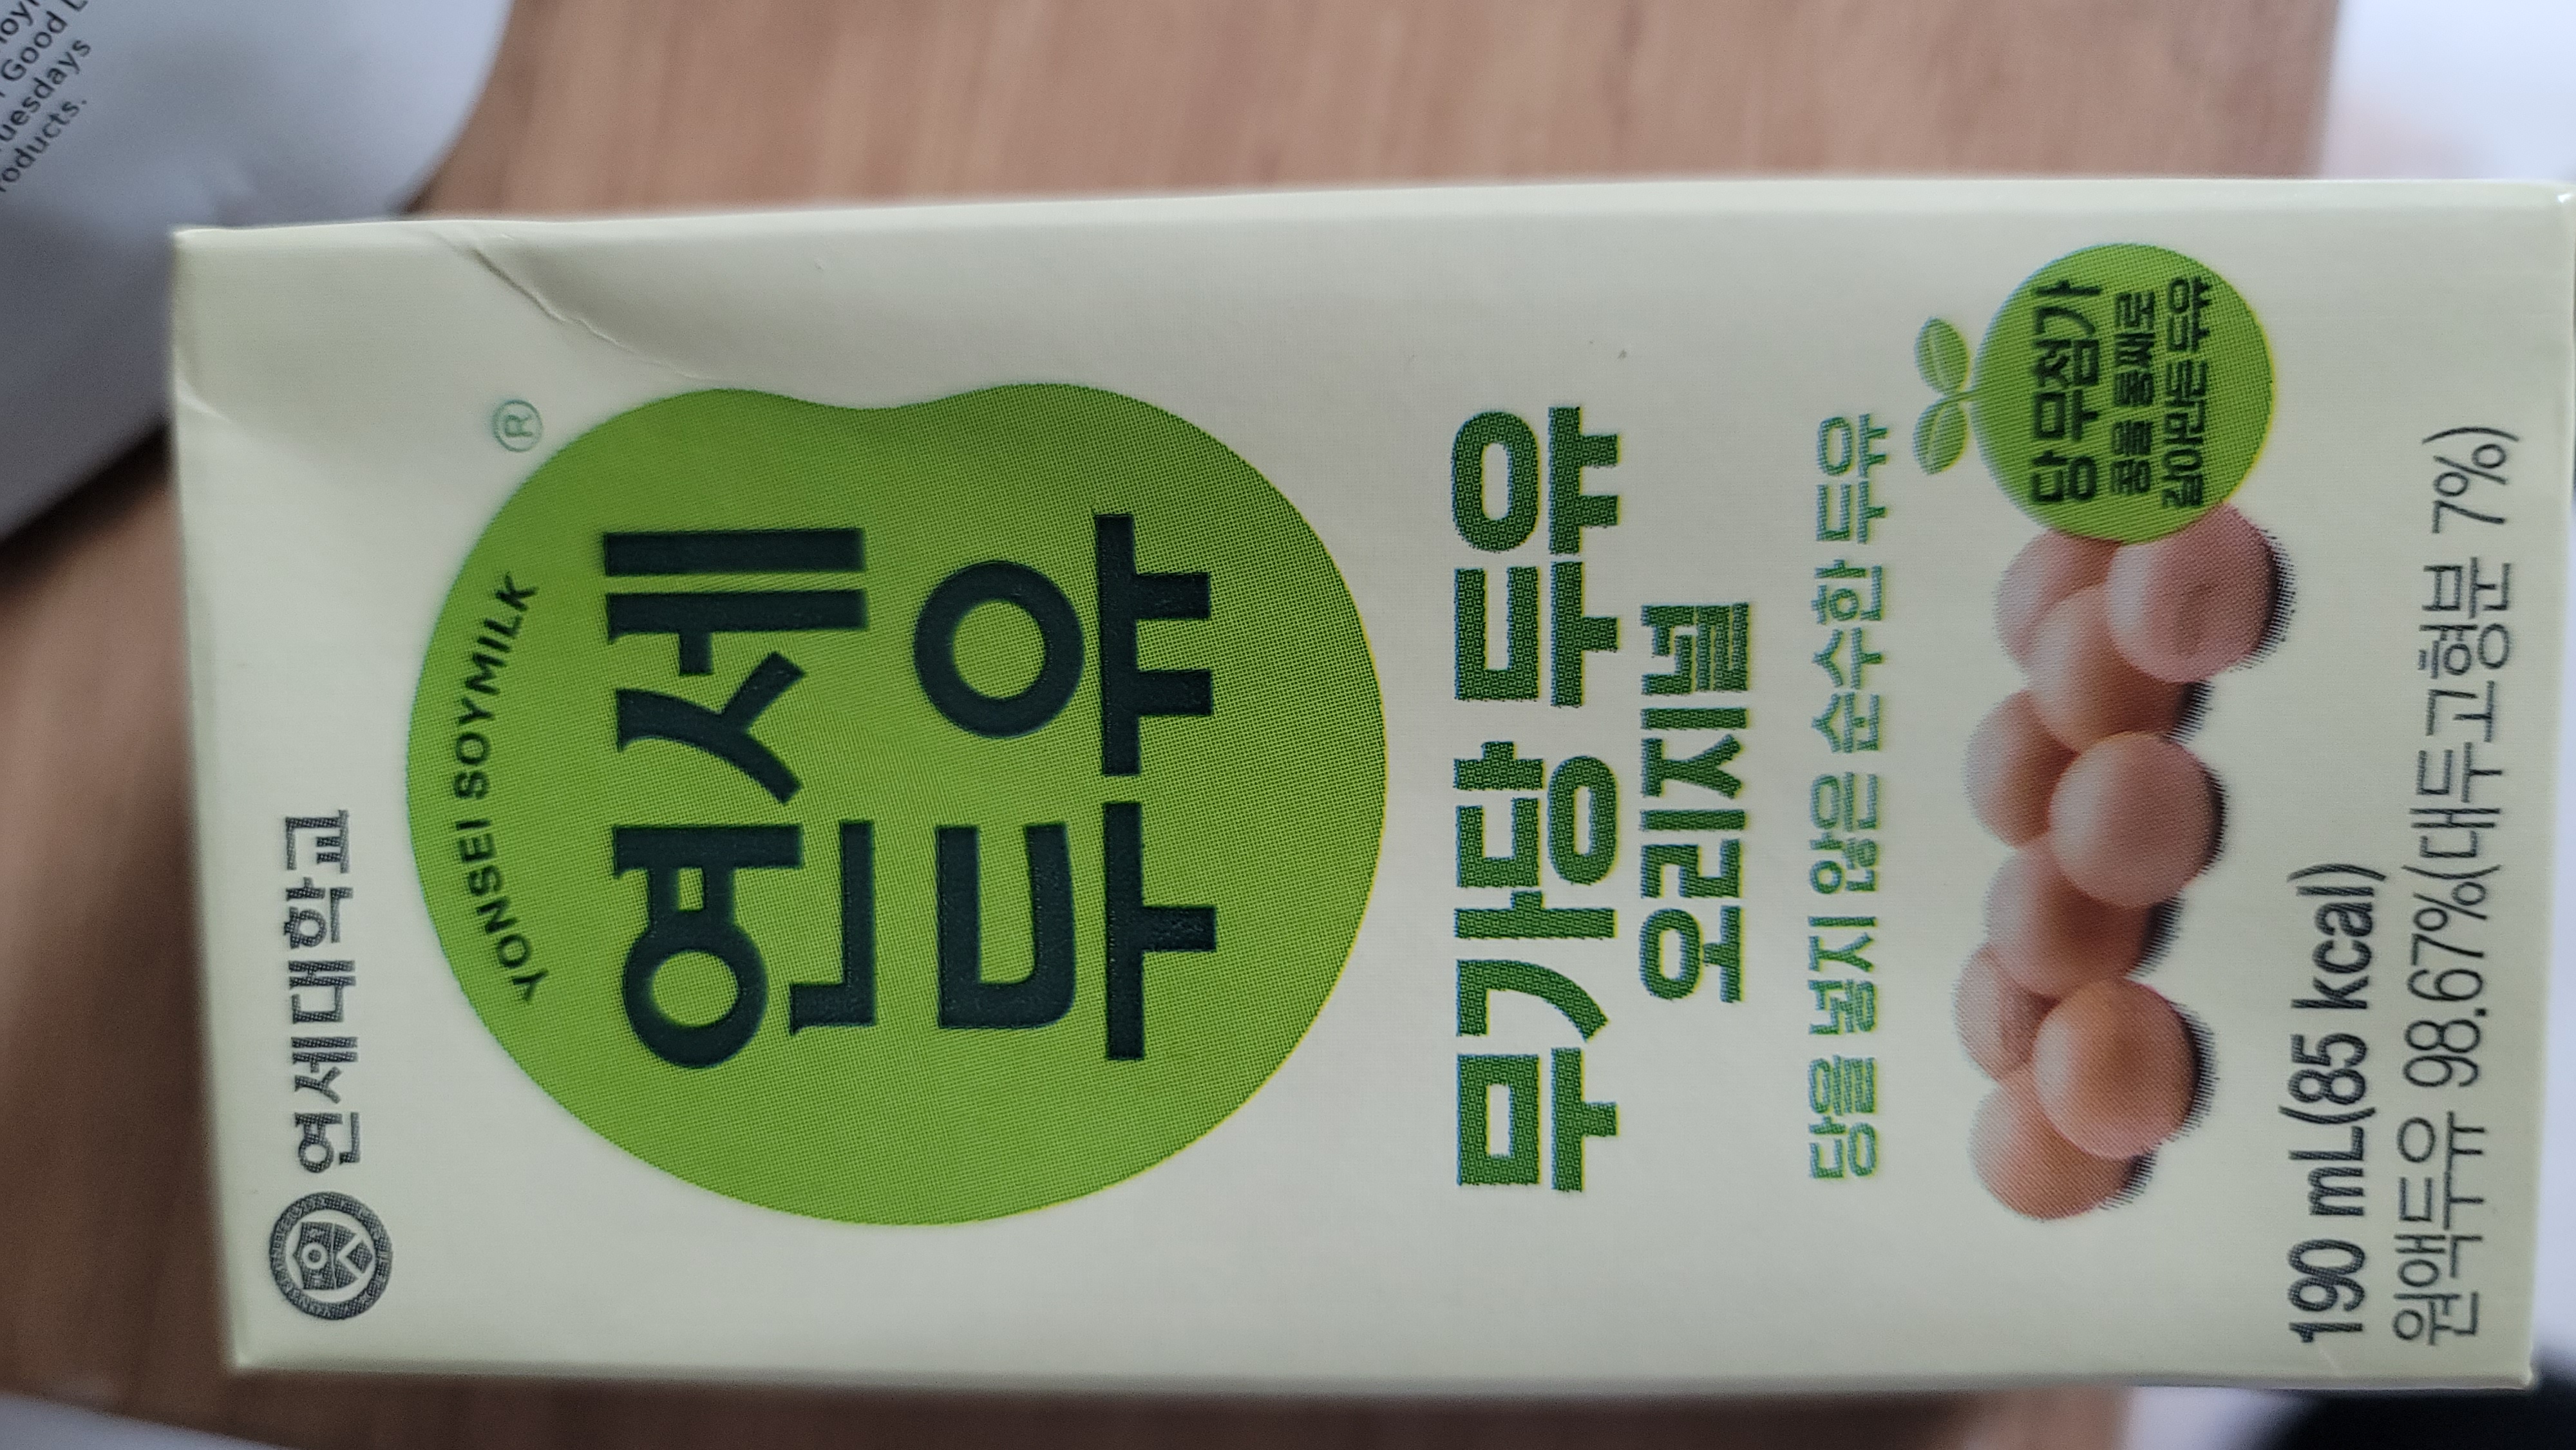 Good
uesdays
roducts.
연세대학교
YONSEI SOYMILK
®
연세
두유
무가당 두유
오리지널
당을 넣지 않은 순수한 두유
당 무첨가
콩을 통째로
갈아만든 두유
190 mL(85 kcal)
원액두유 98.67%(대두고형분 7%)